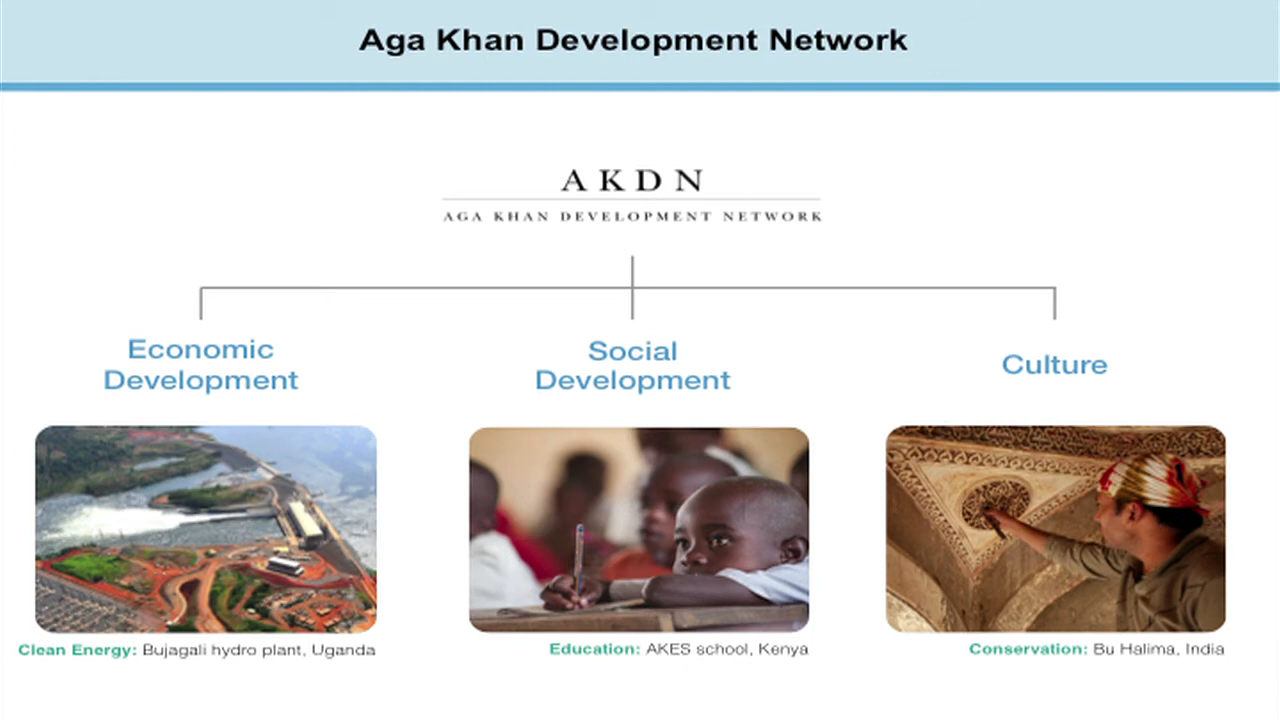 Aga Khan Development Network
AKDN
AGA KHAN DEVELOPMENT NETWORK
Economic
Development
Social
Development
Culture
Clean Energy: Bujagali hydro plant, Uganda
Education: AKES school, Kenya
Conservation: Bu Halima, India